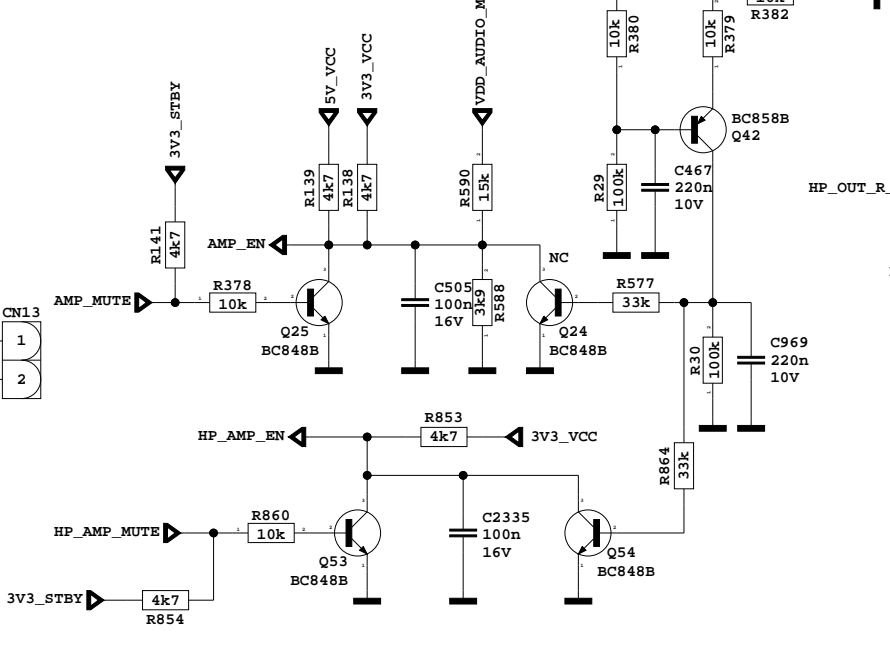 R382
10k
R380
10k
R379
5V_VCC
3V3_VCC
VDD_AUDIO_M
3V3_STBY
BC858B
Q42
R139
4k7
R138
4k7
R590
15k
R29
100k
C467
220n
10V
HP_OUT_R_
R141
4k7
AMP_EN
NC
R378
10k
AMP_MUTE
C505
100n
16V
3k9
R588
R577
33k
CN13
1
2
Q25
BC848B
Q24
BC848B
R30
100k
C969
220n
10V
HP_AMP_EN
R853
4k7
3V3_VCC
R864
33k
HP_AMP_MUTE
R860
10k
C2335
100n
16V
Q53
BC848B
Q54
BC848B
3V3_STBY
4k7
R854